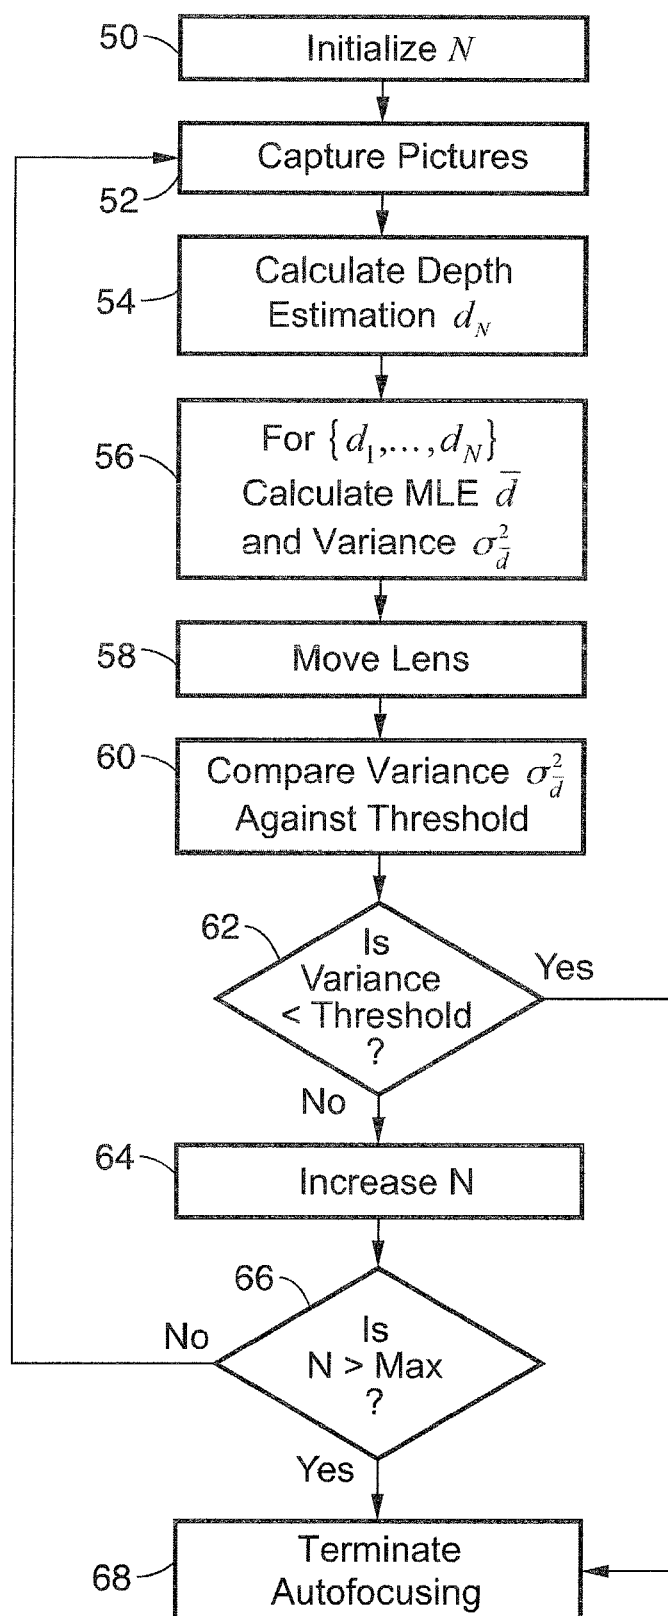 50
Initialize N
Capture Pictures
52
Calculate Depth
54
Estimation d_N
For {d_1,...,d_N}
56
Calculate MLE d̅
and Variance σ²_d̅
58
Move Lens
60
Compare Variance σ²_d̅
Against Threshold
62
Is
Variance
< Threshold
?
Yes
No
64
Increase N
66
Is
N > Max
?
No
Yes
Terminate
68
Autofocusing